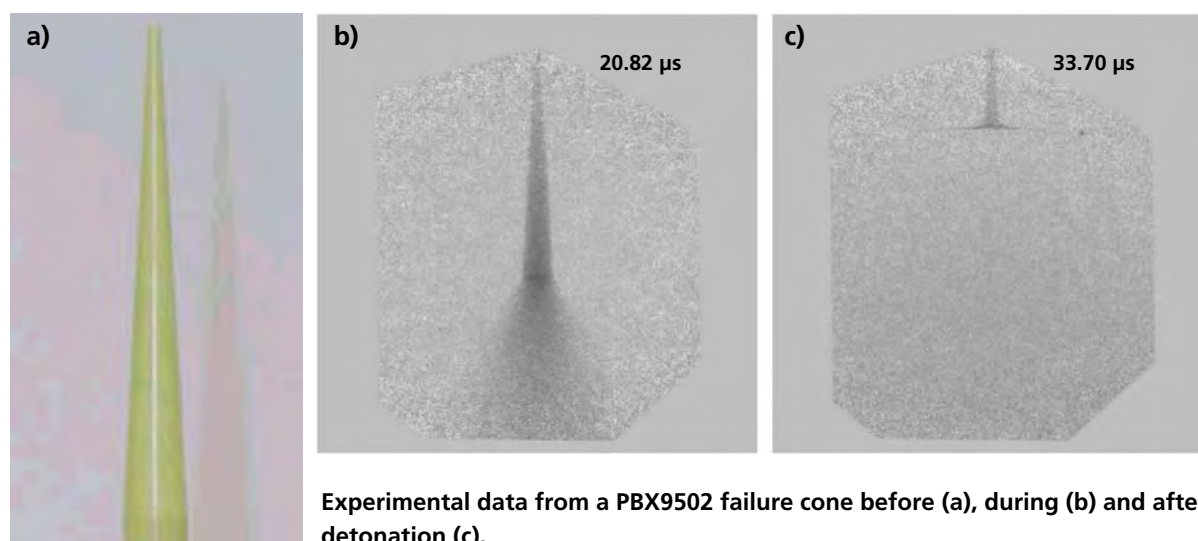 a)
b)
20.82 µs
c)
33.70 µs
Experimental data from a PBX9502 failure cone before (a), during (b) and afte
detonation (c).